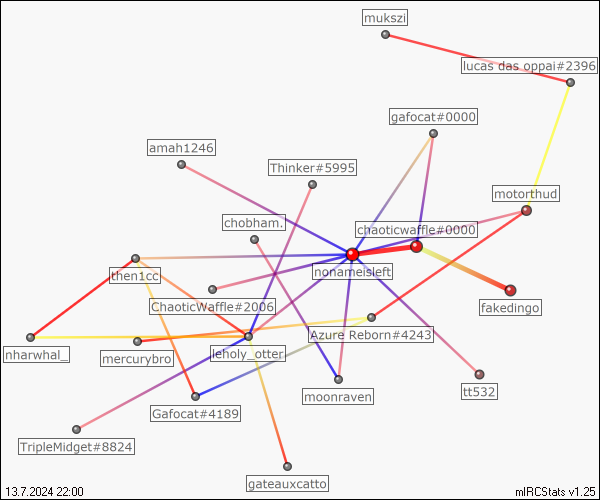 mukszi
lucas das oppai#2396
gafocat#0000
amah1246
Thinker#5995
motorthud
chobham.
chaoticwaffle#0000
then1cc
nonameisleft
ChaoticWaffle#2006
fakedingo
Azure Reborn#4243
nharwhal_
mercurybro
leholy_otter
tt532
moonraven
Gafocat#4189
TripleMidget#8824
gateauxcatto
13.7.2024 22:00
mIRCStats v1.25